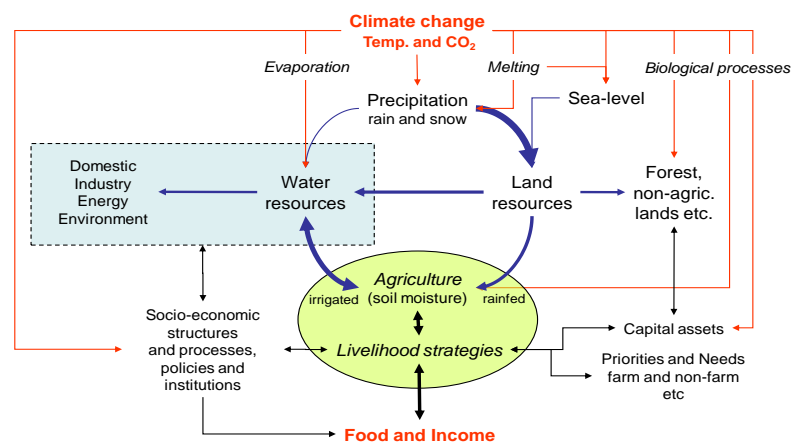 Climate change
Temp. and CO2
Evaporation
Melting
Biological processes
Precipitation
rain and snow
Sea-level
Domestic
Industry
Energy
Environment
Water
resources
Land
resources
Forest,
non-agric.
lands etc.
Agriculture
irrigated
(soil moisture)
rainfed
Socio-economic
structures
and processes,
policies and
institutions
Livelihood strategies
Capital assets
Priorities and Needs
farm and non-farm
etc
Food and Income